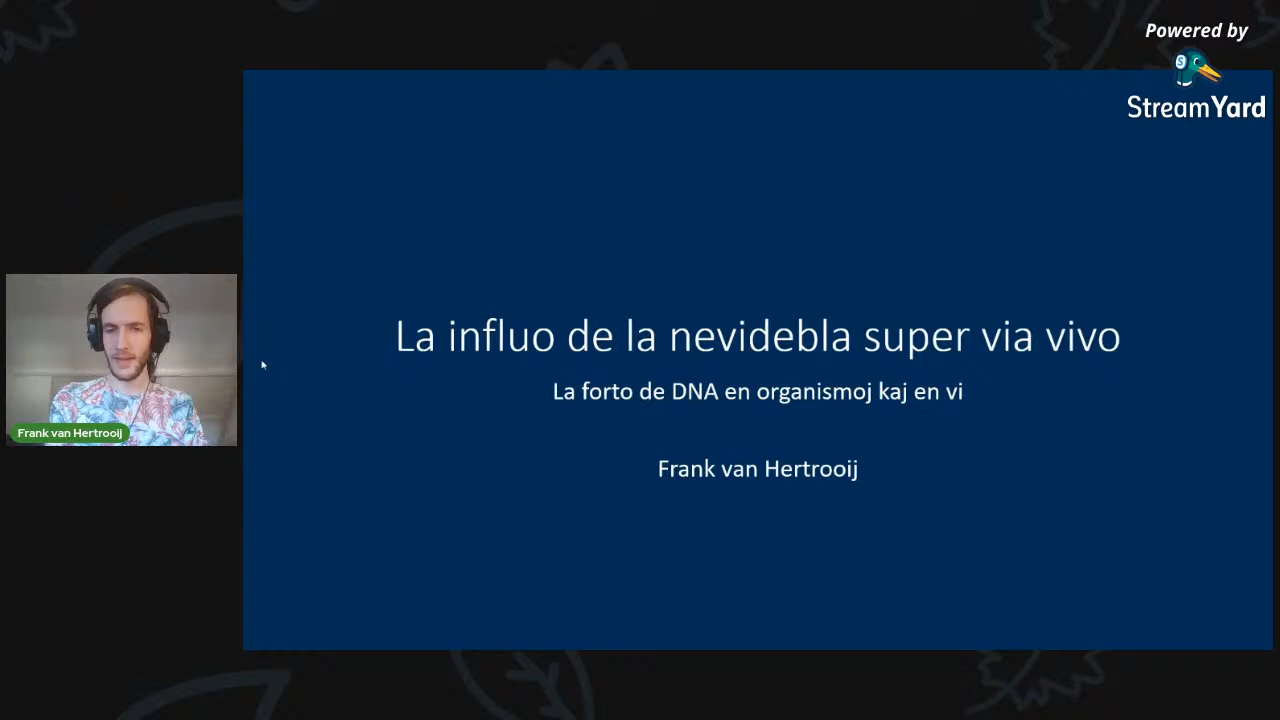 Powered by
StreamYard
La influo de la nevidebla super via vivo
La forto de DNA en organismoj kaj en vi
Frank van Hertrooij
Frank van Hertrooij